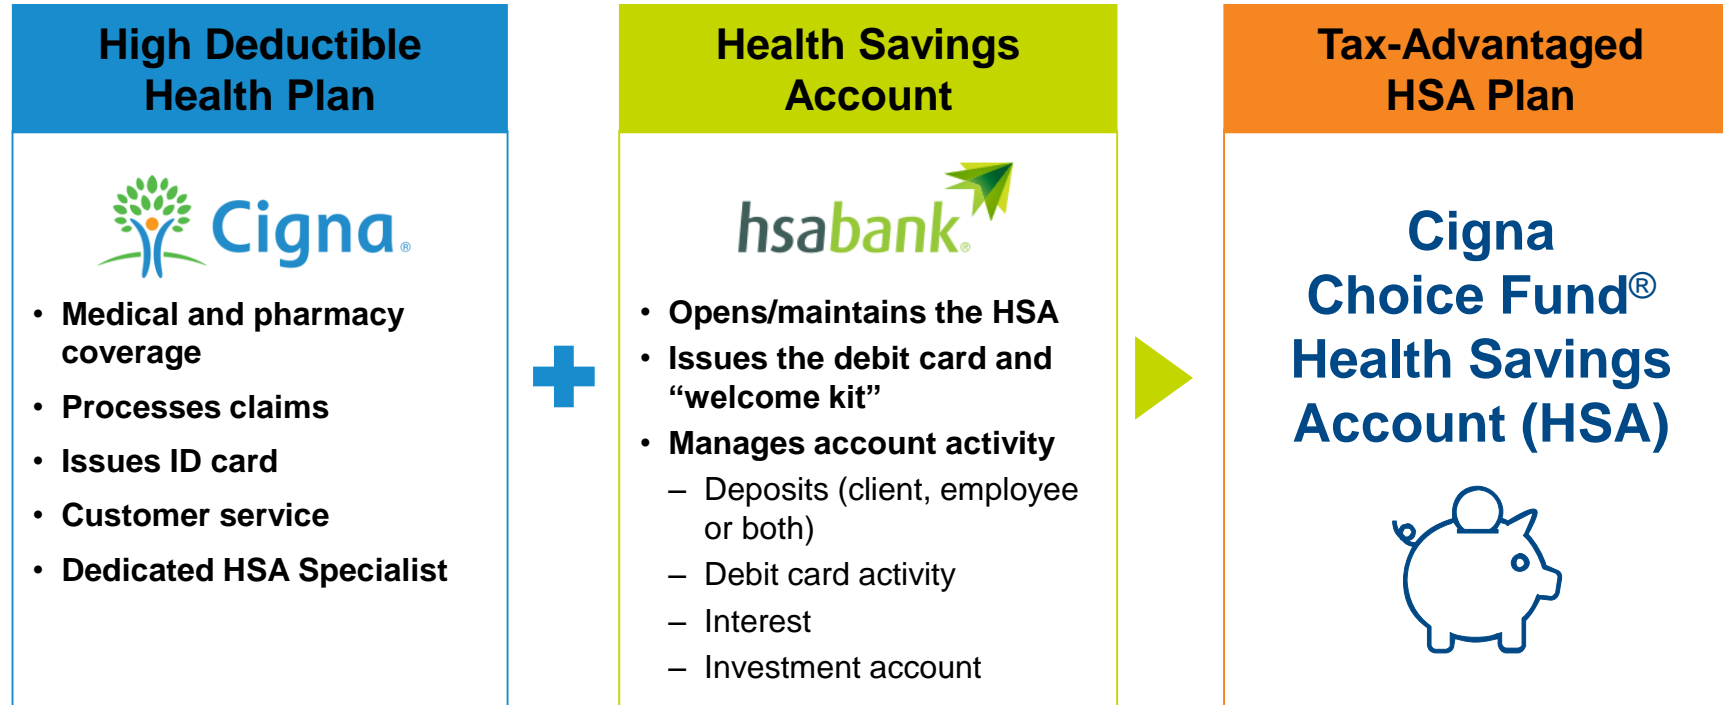 High Deductible
Health Plan
Cigna®
• Medical and pharmacy
coverage
• Processes claims
• Issues ID card
• Customer service
• Dedicated HSA Specialist
Health Savings
Account
hsabank®
• Opens/maintains the HSA
• Issues the debit card and
“welcome kit”
• Manages account activity
– Deposits (client, employee
or both)
– Debit card activity
– Interest
– Investment account
Tax-Advantaged
HSA Plan
Cigna
Choice Fund®
Health Savings
Account (HSA)